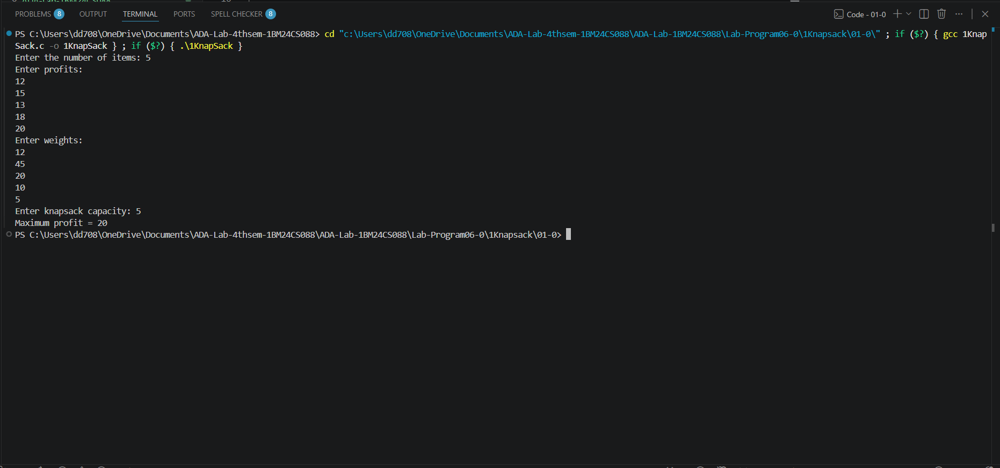 PROBLEMS 8 OUTPUT TERMINAL PORTS SPELL CHECKER 8 Code - 01-0
PS C:\Users\dd708\OneDrive\Documents\ADA-Lab-4thsem-1BM24CS088> cd "c:\Users\dd708\OneDrive\Documents\ADA-Lab-4thsem-1BM24CS088\ADA-Lab-1BM24CS088\Lab-Program06-0\1Knapsack\01-0\" ; if ($?) { gcc 1Knap
Sack.c -o 1KnapSack } ; if ($?) { .\1KnapSack }
Enter the number of items: 5
Enter profits:
12
15
13
18
20
Enter weights:
12
45
20
10
5
Enter knapsack capacity: 5
Maximum profit = 20
PS C:\Users\dd708\OneDrive\Documents\ADA-Lab-4thsem-1BM24CS088\ADA-Lab-1BM24CS088\Lab-Program06-0\1Knapsack\01-0>